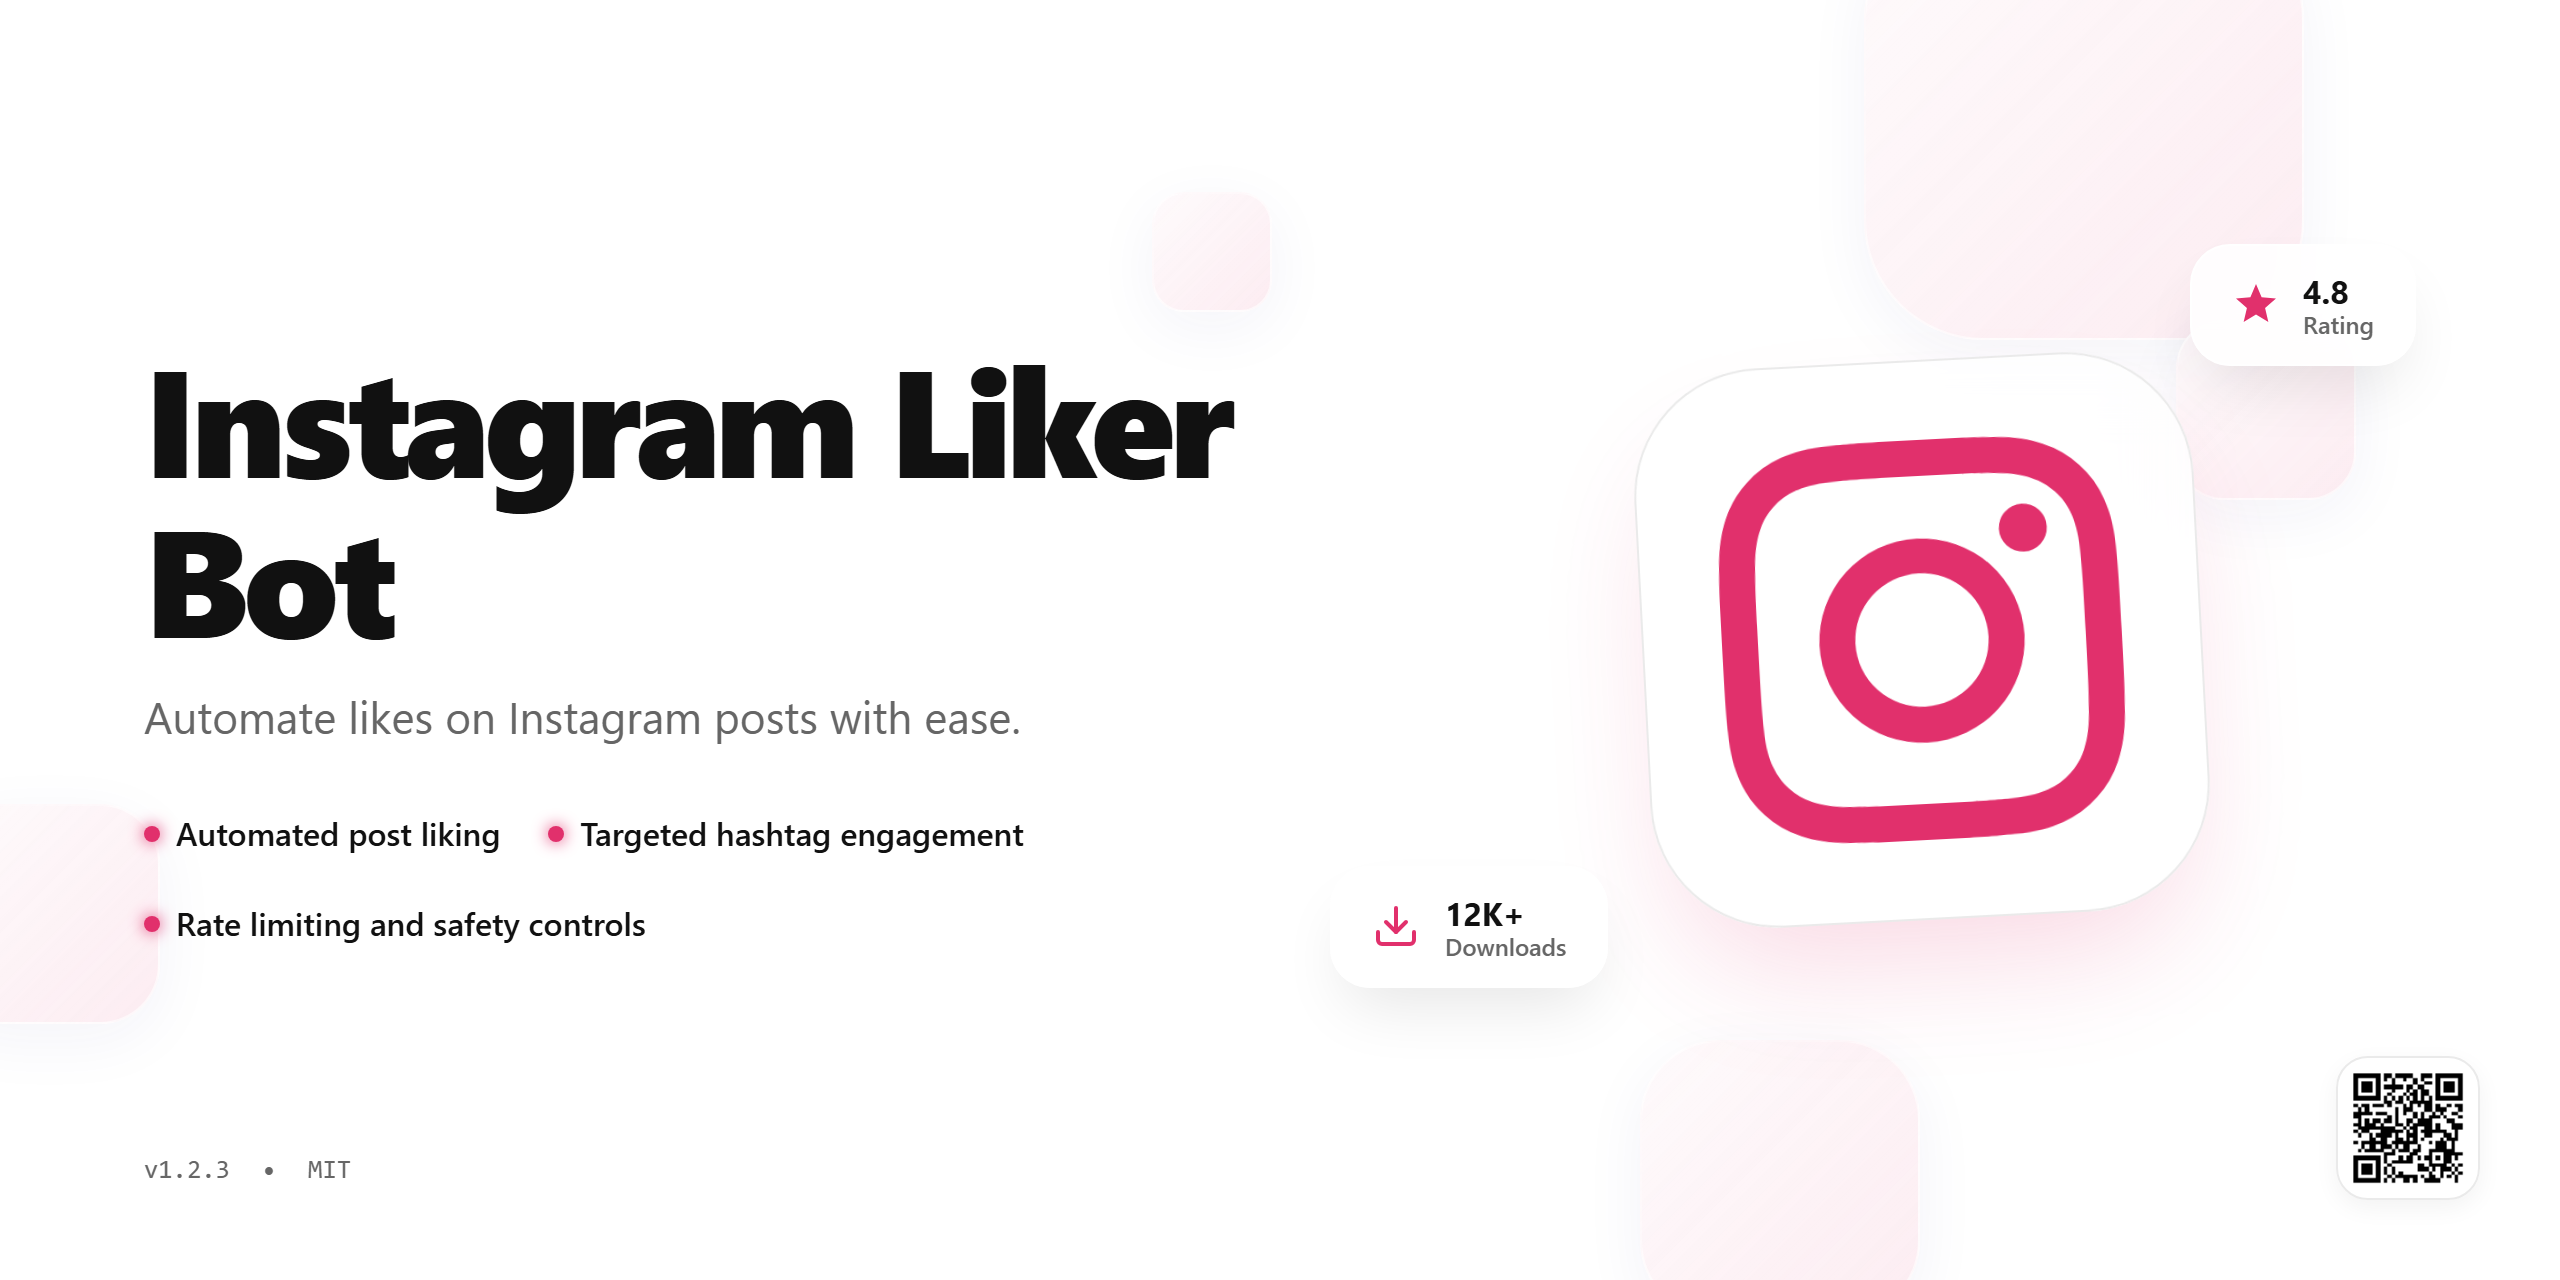 Instagram Liker
Bot
Automate likes on Instagram posts with ease.
Automated post liking
Targeted hashtag engagement
Rate limiting and safety controls
4.8
Rating
12K+
Downloads
v1.2.3 • MIT